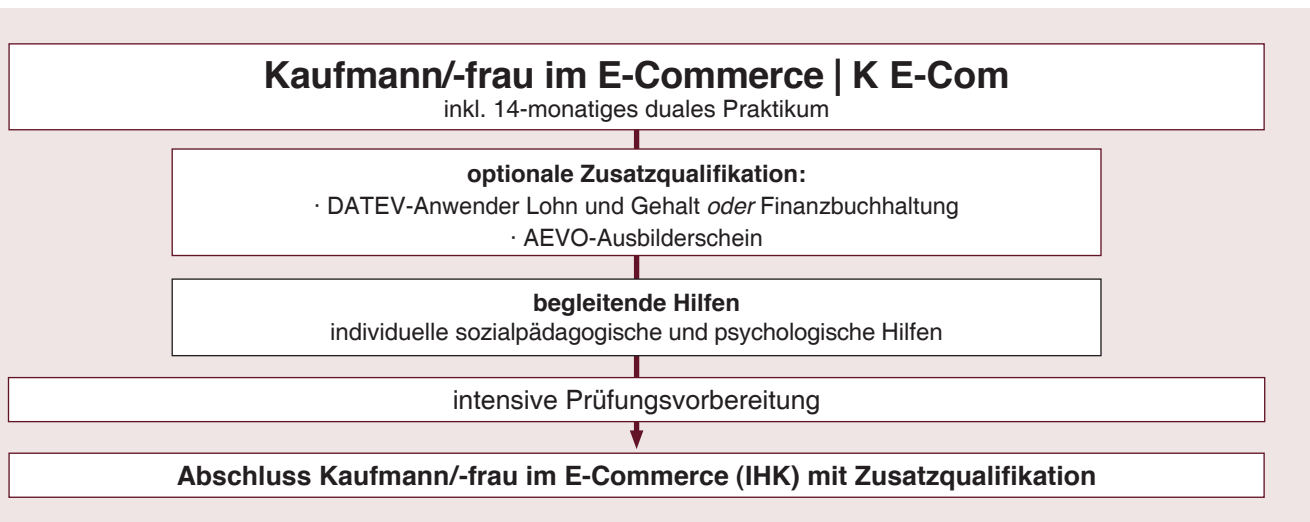 Kaufmann/-frau im E-Commerce | K E-Com
inkl. 14-monatiges duales Praktikum
optionale Zusatzqualifikation:
· DATEV-Anwender Lohn und Gehalt oder Finanzbuchhaltung
· AEVO-Ausbilderschein
begleitende Hilfen
individuelle sozialpädagogische und psychologische Hilfen
intensive Prüfungsvorbereitung
Abschluss Kaufmann/-frau im E-Commerce (IHK) mit Zusatzqualifikation